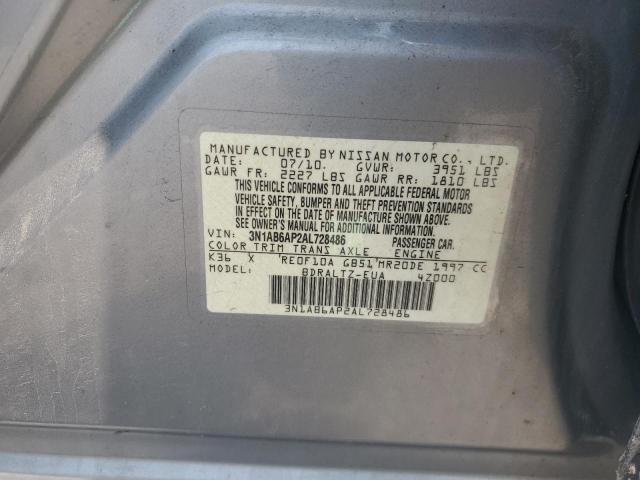 MANUFACTURED BY NISSAN MOTOR CO., LTD.
DATE: 07/10. GVWR: 3951 LBS
GAWR FR: 2227 LBS GAWR RR: 1810 LBS
THIS VEHICLE CONFORMS TO ALL APPLICABLE FEDERAL MOTOR
VEHICLE SAFETY, BUMPER AND THEFT PREVENTION STANDARDS
IN EFFECT ON THE DATE OF MANUFACTURE SHOWN ABOVE.
SEE OWNER'S MANUAL FOR ADDITIONAL INFORMATION.
VIN: 3N1AB6AP2AL728486 PASSENGER CAR.
COLOR TRIM TRANS AXLE ENGINE
K36 X RE0F10A GB51 MR20DE 1997 CC
MODEL: BDRALTZ-EUA 4Z000
3N1AB6AP2AL728486